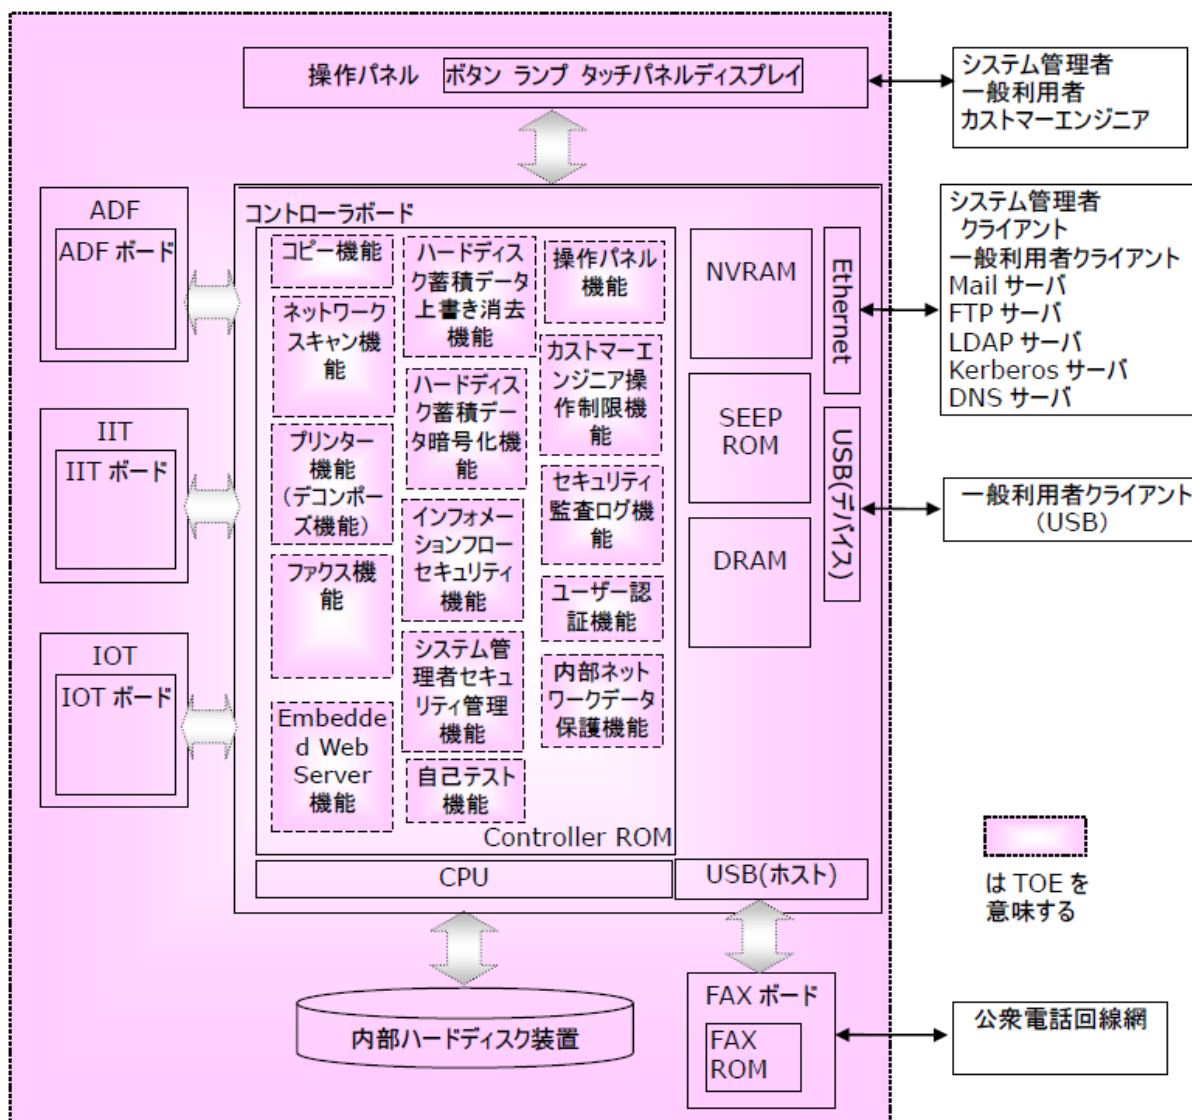 操作パネル ボタン ランプ タッチパネルディスプレイ
システム管理者
一般利用者
カストマーエンジニア
ADF
ADF ボード
IIT
IIT ボード
IOT
IOT ボード
コントローラボード
コピー機能
ネットワーク
スキャン機
能
プリンター
機能
(デコンポー
ズ機能)
ファクス機
能
Embedde
d Web
Server
機能
ハードディス
ク蓄積データ
上書き消去
機能
ハードディス
ク蓄積デー
タ暗号化機
能
インフォメー
ションフロー
セキュリティ
機能
システム管
理者セキュ
リティ管理
機能
自己テスト
機能
操作パネル
機能
カストマーエ
ンジニア操
作制限機
能
セキュリティ
監査ログ機
能
ユーザー認
証機能
内部ネット
ワークデータ
保護機能
Controller ROM
NVRAM
SEEP
ROM
DRAM
Ethernet
USB(デバイス)
CPU
USB(ホスト)
システム管理者
クライアント
一般利用者クライアント
Mail サーバ
FTP サーバ
LDAP サーバ
Kerberos サーバ
DNS サーバ
一般利用者クライアント
(USB)
は TOE を
意味する
内部ハードディスク装置
FAX ボード
FAX
ROM
公衆電話回線網